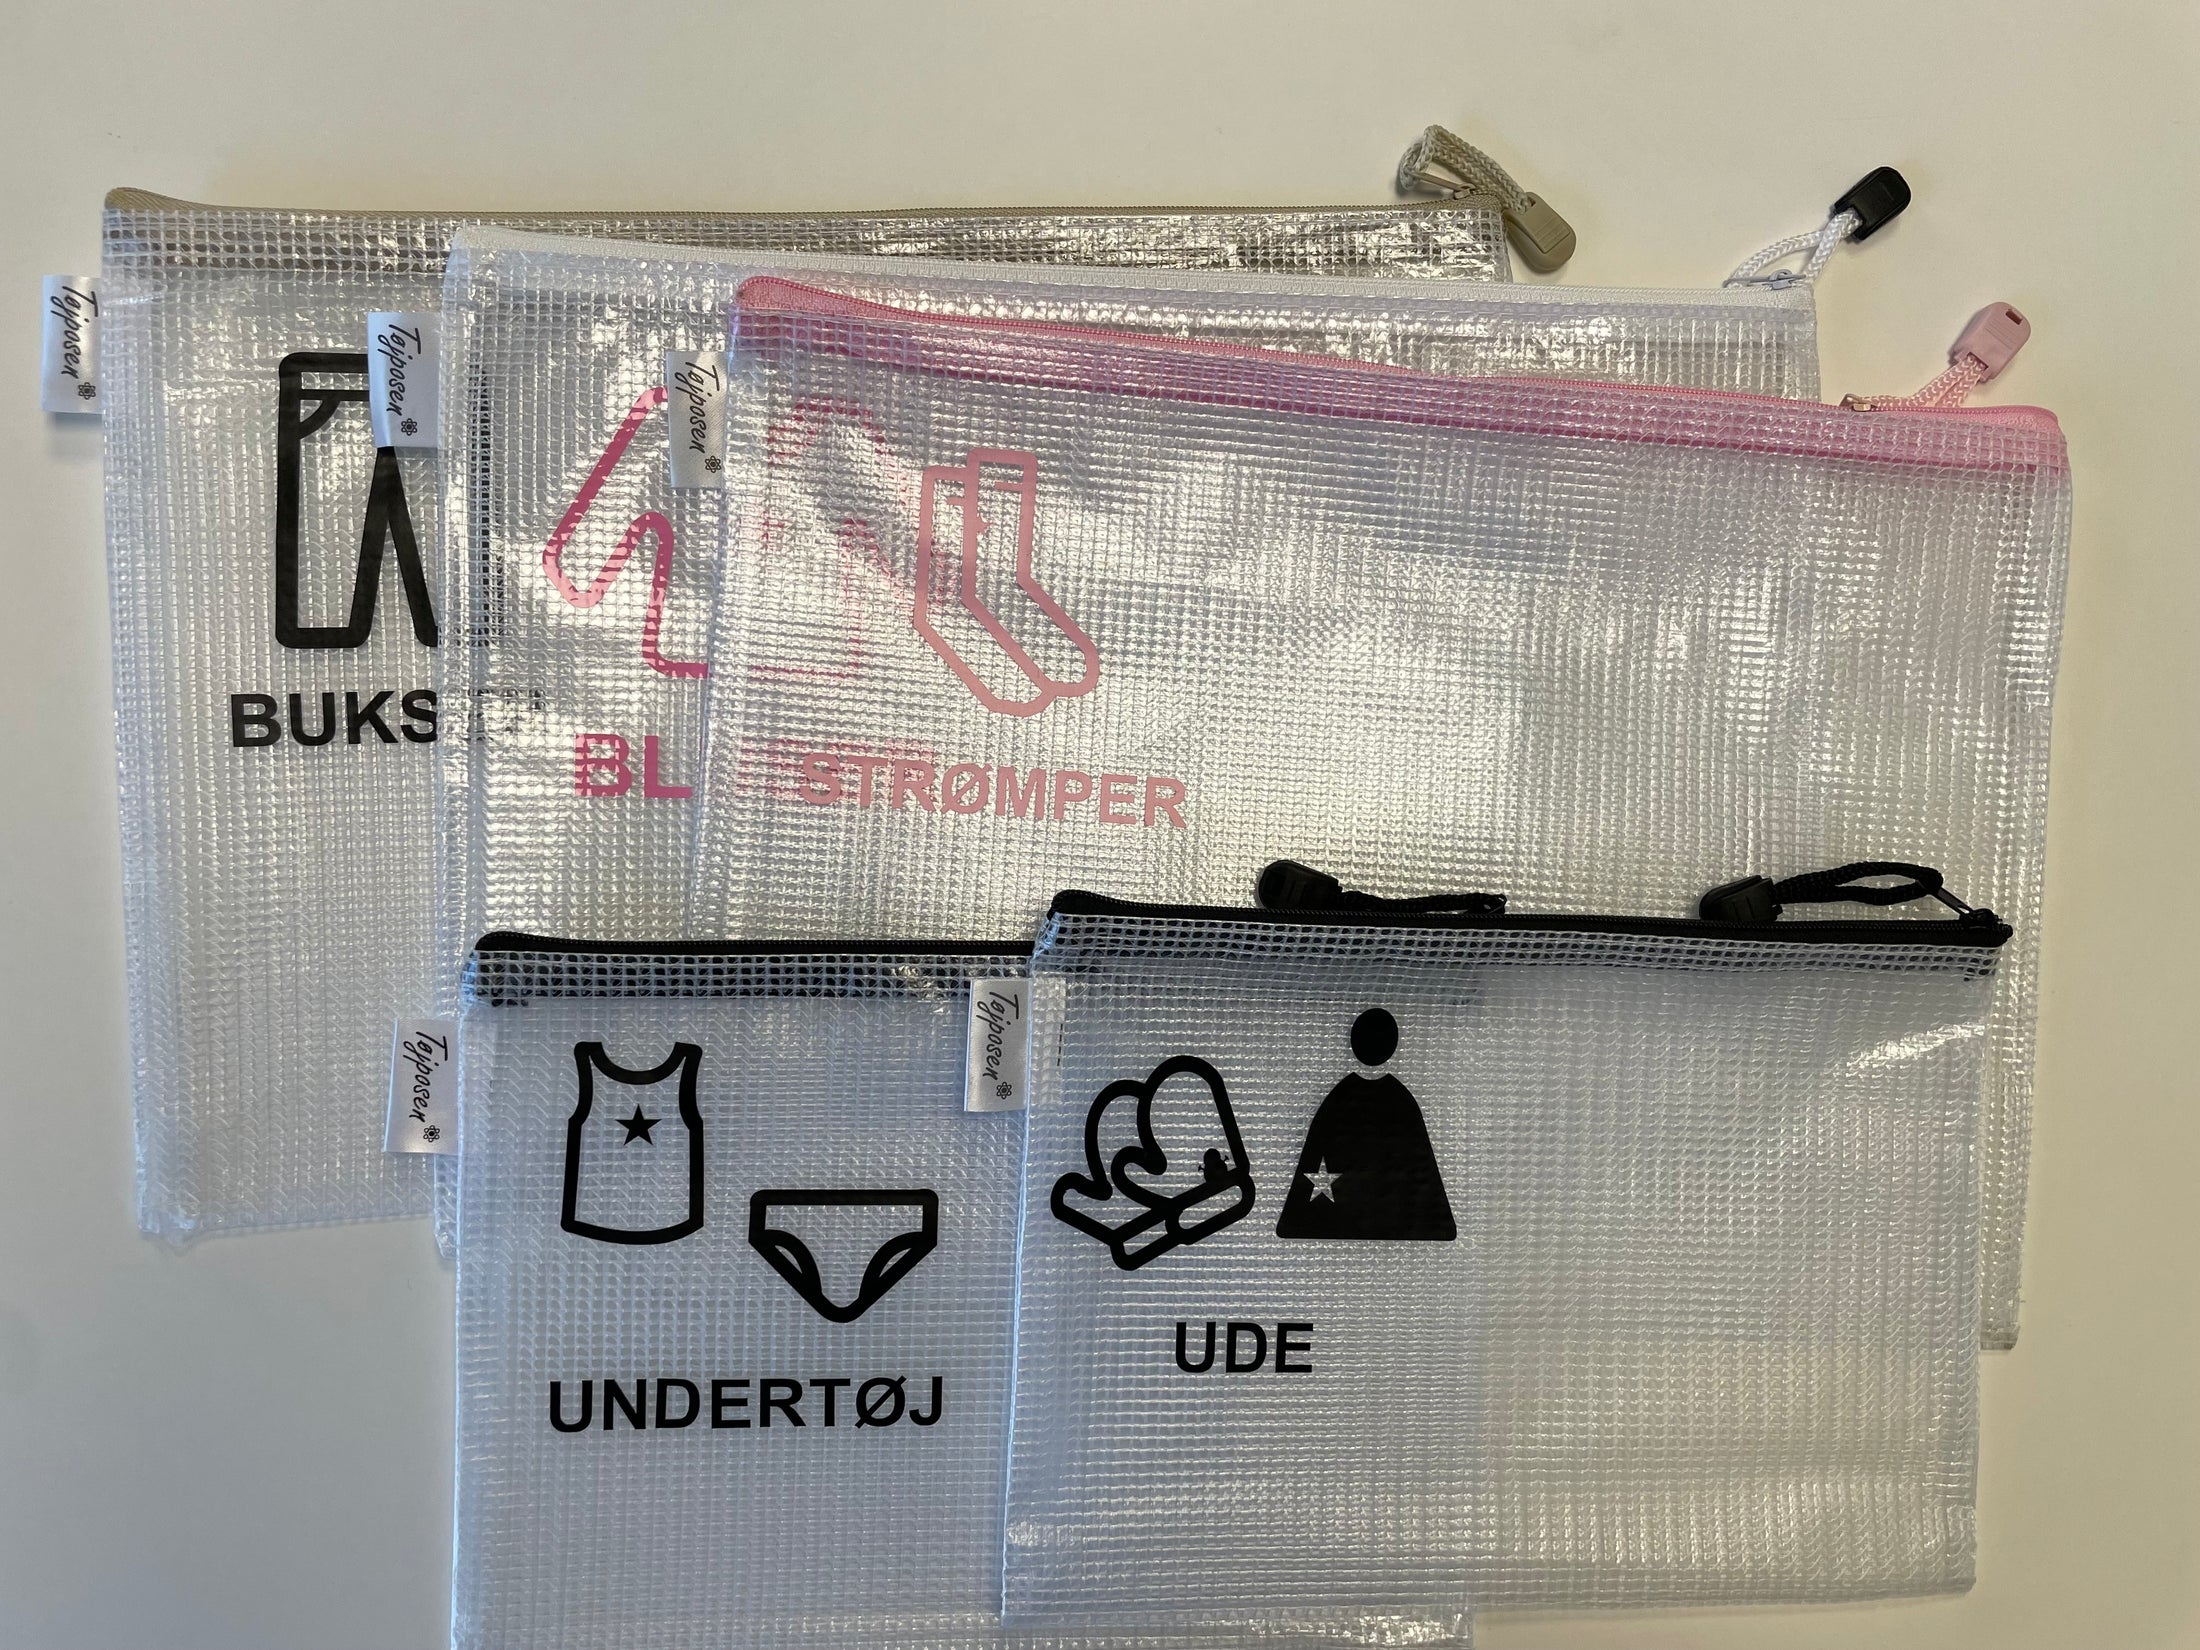 Tøjposen
BUKS
Tøjposen
BL
Tøjposen
STRØMPER
Tøjposen
UNDERTØJ
Tøjposen
UDE